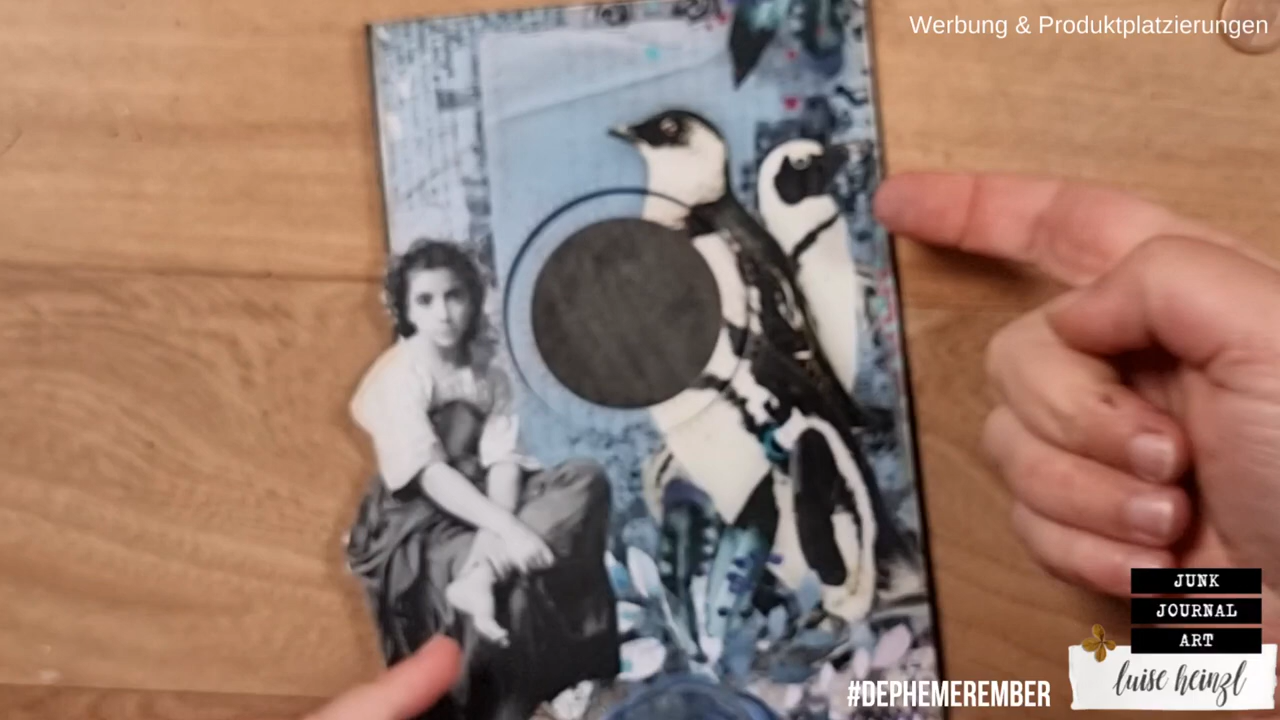 Werbung & Produktplatzierungen
JUNK
JOURNAL
ART
luise heinzl
#DEPHEMEREMBER